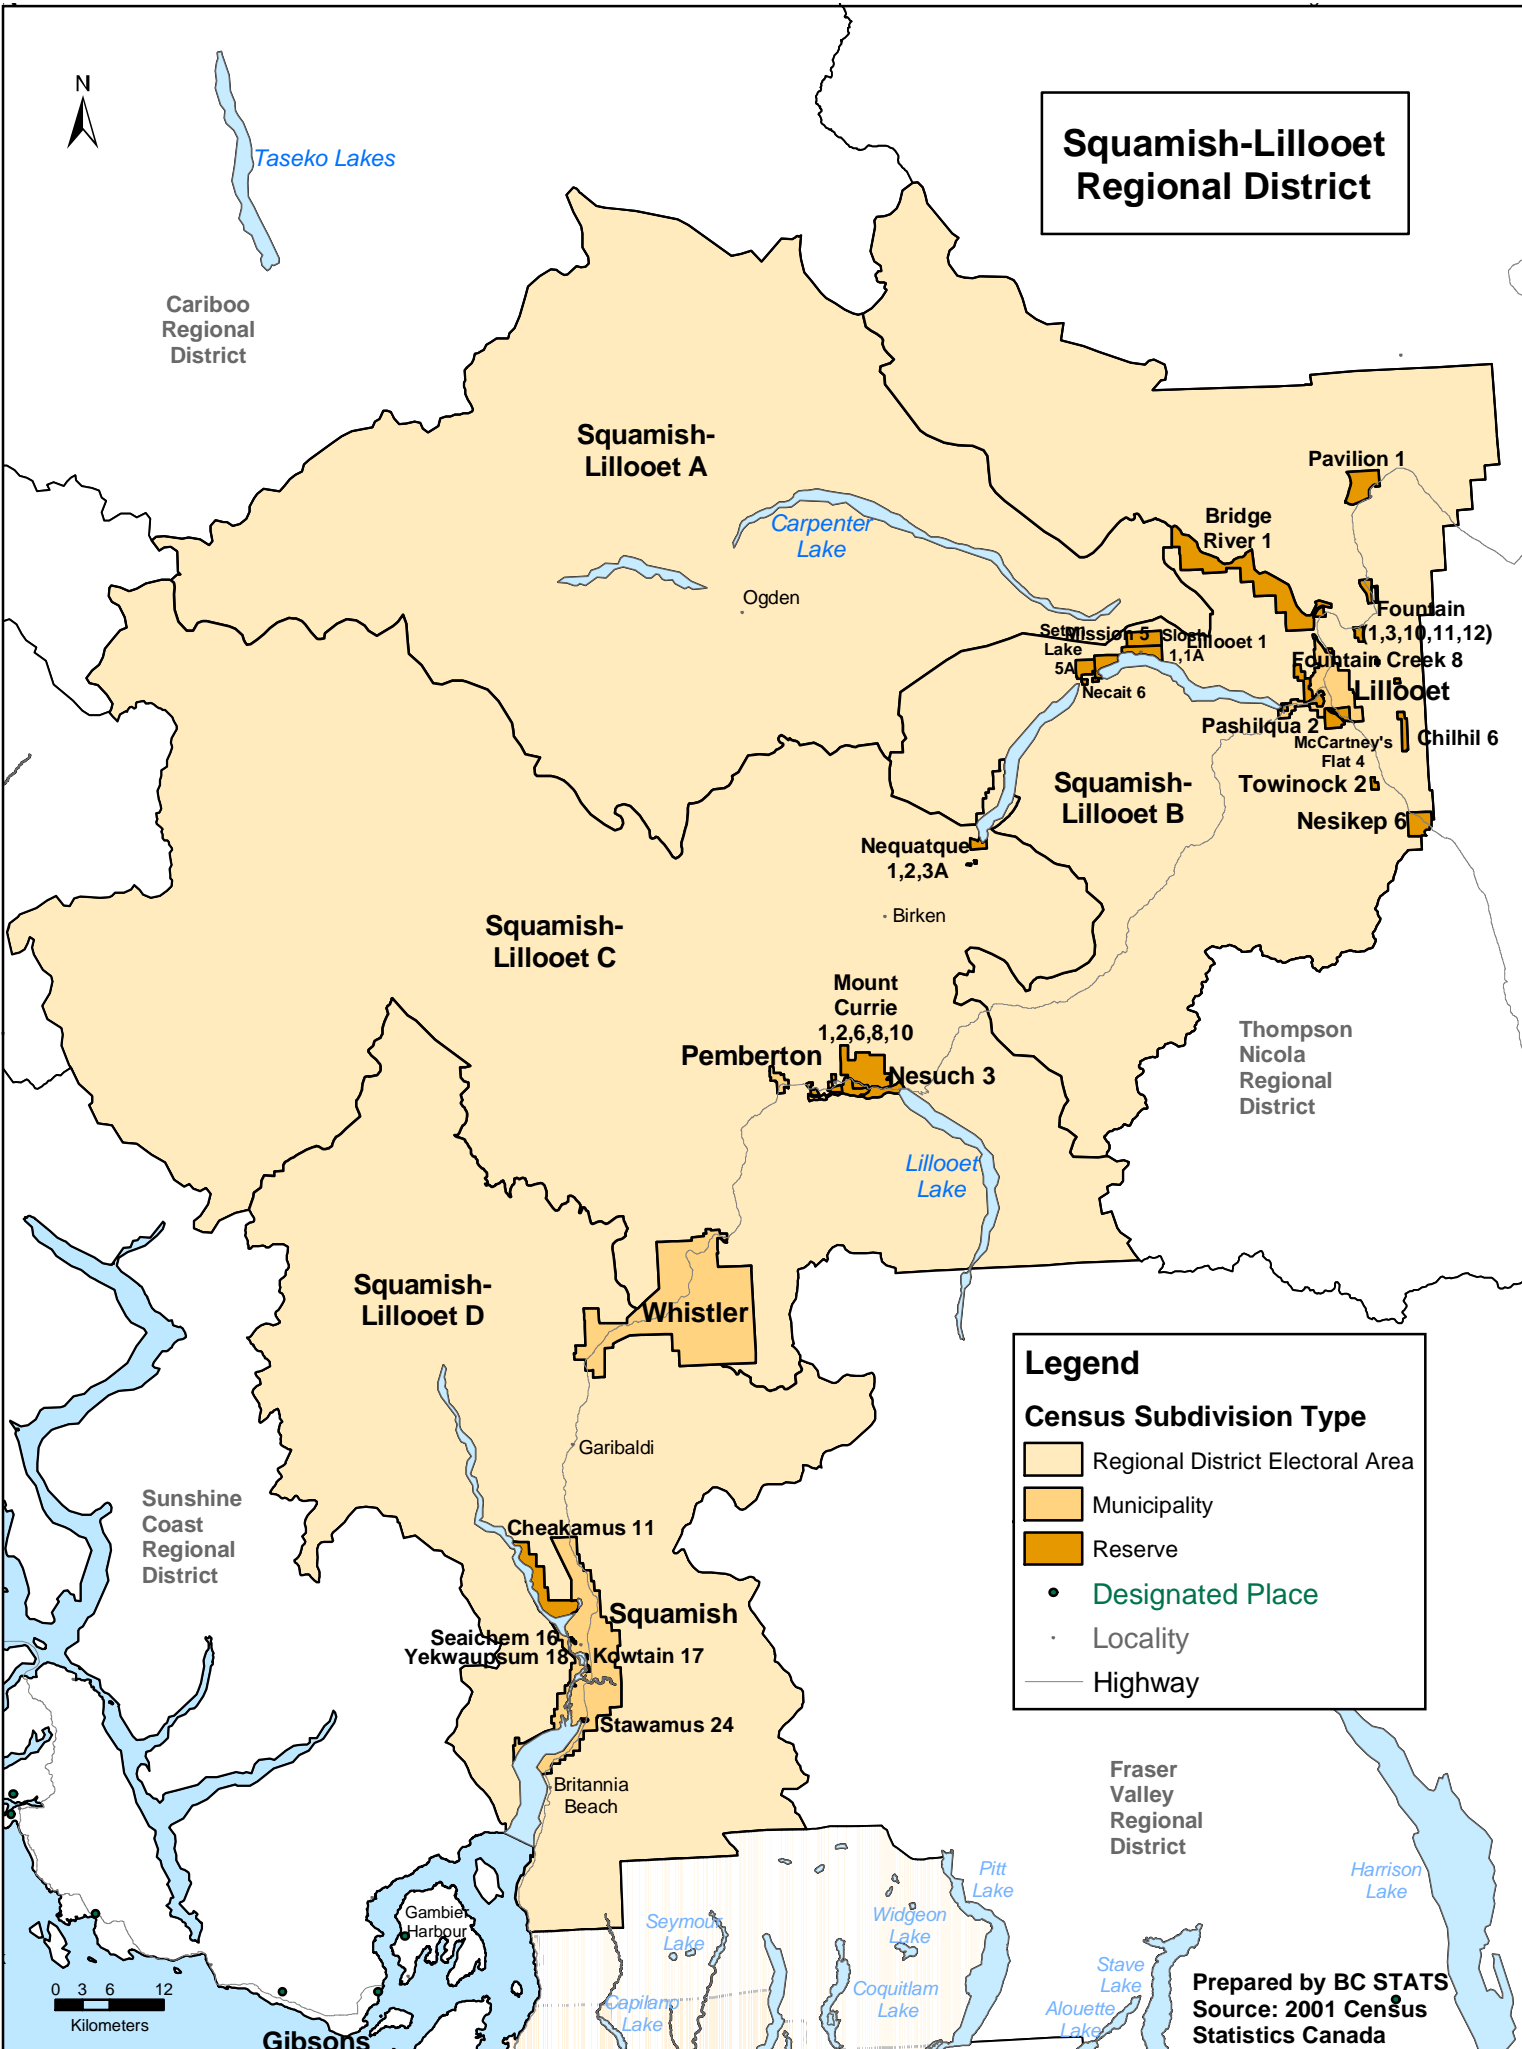 N
Squamish-Lillooet
Regional District
Taseko Lakes
Cariboo
Regional
District
Squamish-
Lillooet A
Pavilion 1
Carpenter
Lake
Bridge
River 1
Ogden
Fountain
(1,3,10,11,12)
Seton
Lake
5A
Mission 5
Slosh
1,1A
Lillooet 1
Fountain Creek 8
Necait 6
Lillooet
Pashilqua 2
McCartney's
Flat 4
Chilhil 6
Squamish-
Lillooet B
Towinock 2
Nesikep 6
Nequatque
1,2,3A
Birken
Squamish-
Lillooet C
Mount
Currie
1,2,6,8,10
Pemberton
Nesuch 3
Thompson
Nicola
Regional
District
Lillooet
Lake
Squamish-
Lillooet D
Whistler
Legend
Census Subdivision Type
Regional District Electoral Area
Municipality
Reserve
Designated Place
Locality
Highway
Garibaldi
Sunshine
Coast
Regional
District
Cheakamus 11
Squamish
Seaichem 16
Yekwaupsum 18
Kowtain 17
Stawamus 24
Britannia
Beach
Fraser
Valley
Regional
District
Pitt
Lake
Harrison
Lake
Gambier
Harbour
Seymour
Lake
Widgeon
Lake
Stave
Lake
Coquitlam
Lake
Capilano
Lake
Alouette
Lake
0 3 6 12
Kilometers
Gibsons
Prepared by BC STATS
Source: 2001 Census
Statistics Canada